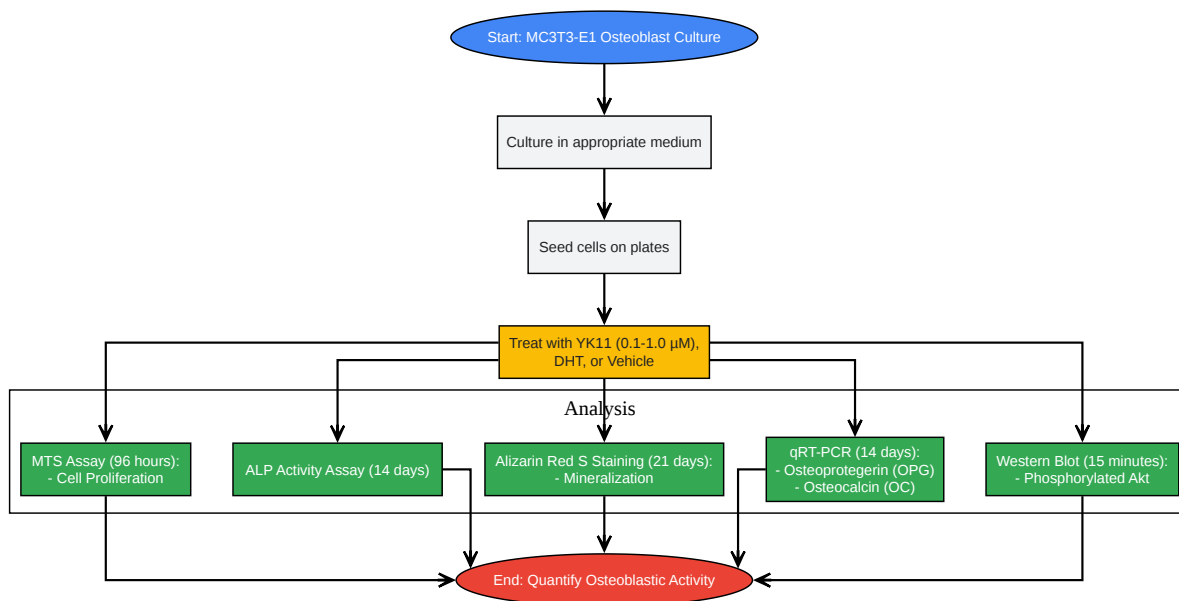 Start: MC3T3-E1 Osteoblast Culture
Culture in appropriate medium
Seed cells on plates
Treat with YK11 (0.1-1.0 µM),
DHT, or Vehicle
Analysis
MTS Assay (96 hours):
- Cell Proliferation
ALP Activity Assay (14 days)
Alizarin Red S Staining (21 days):
- Mineralization
qRT-PCR (14 days):
- Osteoprotegerin (OPG)
- Osteocalcin (OC)
Western Blot (15 minutes):
- Phosphorylated Akt
End: Quantify Osteoblastic Activity